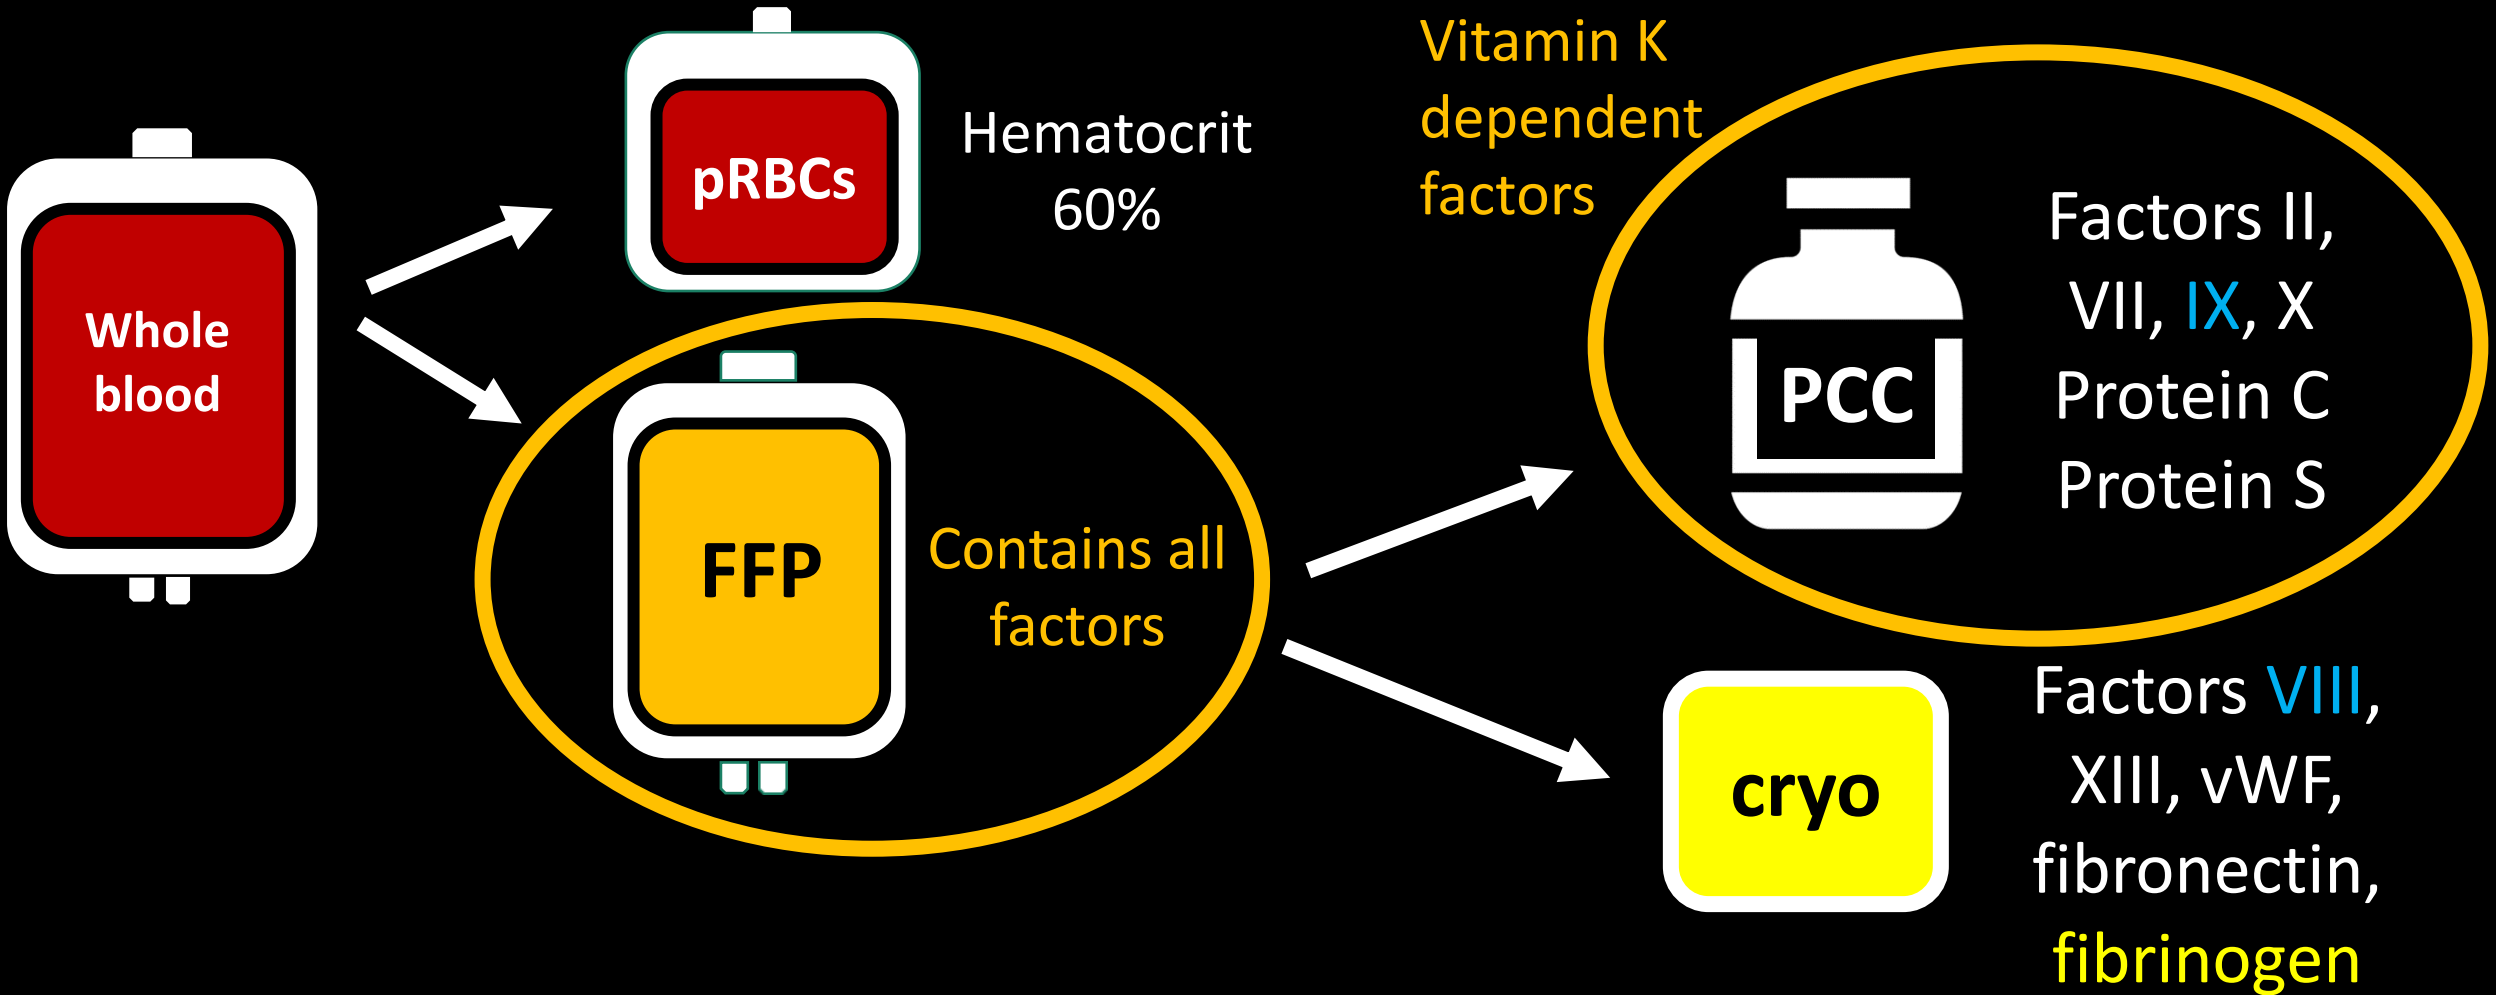 Whole
blood
pRBCs
Hematocrit
60%
FFP
Contains all
factors
Vitamin K
dependent
factors
PCC
Factors II,
VII, IX, X
Protein C
Protein S
cryo
Factors VIII,
XIII, vWF,
fibronectin,
fibrinogen